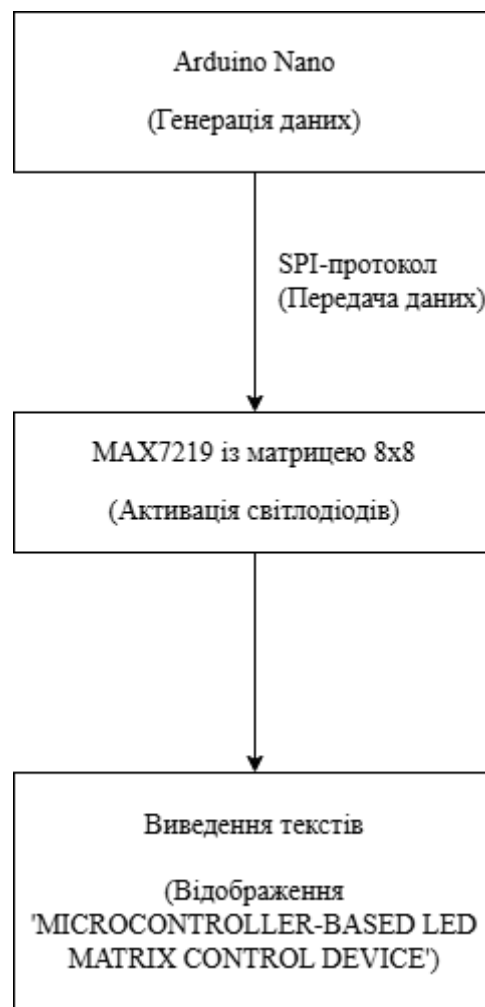 Arduino Nano
(Генерація даних)
SPI-протокол
(Передача даних)
MAX7219 із матрицею 8x8
(Активація світлодіодів)
Виведення текстів
(Відображення
'MICROCONTROLLER-BASED LED
MATRIX CONTROL DEVICE')